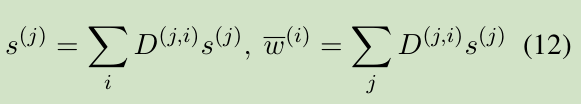 $s^{(j)} = \sum_{i} D^{(j,i)} s^{(j)}, \ \overline{w}^{(i)} = \sum_{j} D^{(j,i)} s^{(j)}$ (12)